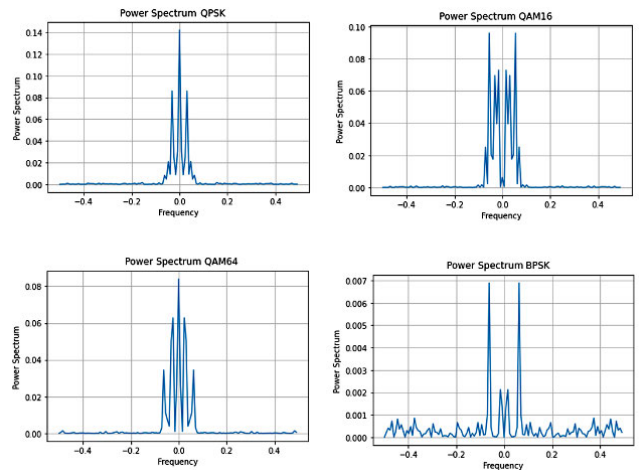 Power Spectrum QPSK
0.14
0.12
0.10
0.08
0.06
0.04
0.02
0.00
Power Spectrum
−0.4 −0.2 0.0 0.2 0.4
Frequency
Power Spectrum QAM16
0.10
0.08
0.06
0.04
0.02
0.00
Power Spectrum
−0.4 −0.2 0.0 0.2 0.4
Frequency
Power Spectrum QAM64
0.08
0.06
0.04
0.02
0.00
Power Spectrum
−0.4 −0.2 0.0 0.2 0.4
Frequency
Power Spectrum BPSK
0.007
0.006
0.005
0.004
0.003
0.002
0.001
0.000
Power Spectrum
−0.4 −0.2 0.0 0.2 0.4
Frequency